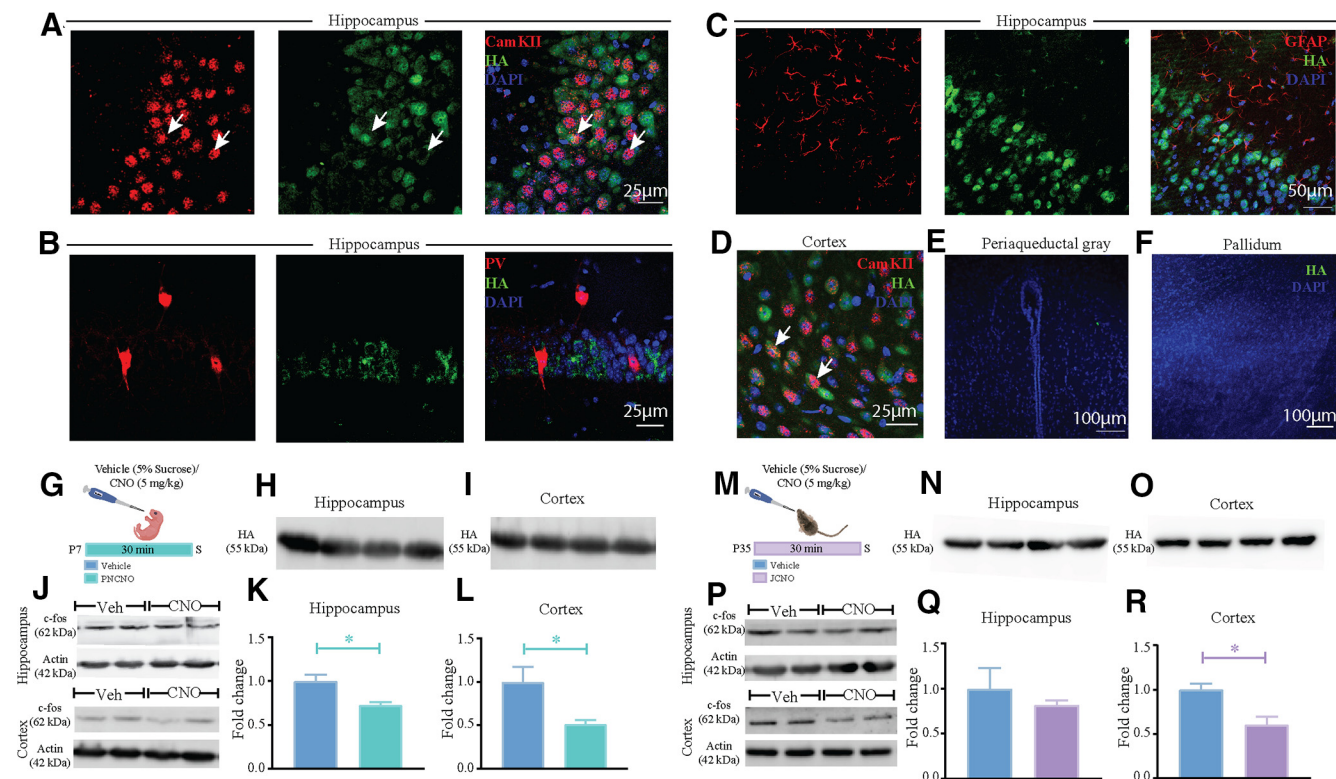 A
Hippocampus
CamKII
HA
DAPI
25µm
B
Hippocampus
PV
HA
DAPI
25µm
C
Hippocampus
GFAP
HA
DAPI
50µm
D
Cortex
CamKII
HA
DAPI
25µm
E
Periaqueductal gray
100µm
F
Pallidum
HA
DAPI
100µm
G
Vehicle (5% Sucrose)/
CNO (5 mg/kg)
P7
30 min
S
Vehicle
PNCNO
H
Hippocampus
HA
(55 kDa)
I
Cortex
HA
(55 kDa)
J
Hippocampus
Veh
CNO
c-fos
(62 kDa)
Actin
(42 kDa)
Cortex
Veh
CNO
c-fos
(62 kDa)
Actin
(42 kDa)
K
Hippocampus
Fold change
1.5
1.0
0.5
0.0
*
L
Cortex
Fold change
1.5
1.0
0.5
0.0
*
M
Vehicle (5% Sucrose)/
CNO (5 mg/kg)
P35
30 min
S
Vehicle
JCNO
N
Hippocampus
HA
(55 kDa)
O
Cortex
HA
(55 kDa)
P
Hippocampus
Veh
CNO
c-fos
(62 kDa)
Actin
(42 kDa)
Cortex
Veh
CNO
c-fos
(62 kDa)
Actin
(42 kDa)
Q
Hippocampus
Fold change
1.5
1.0
0.5
0.0
R
Cortex
Fold change
1.5
1.0
0.5
0.0
*